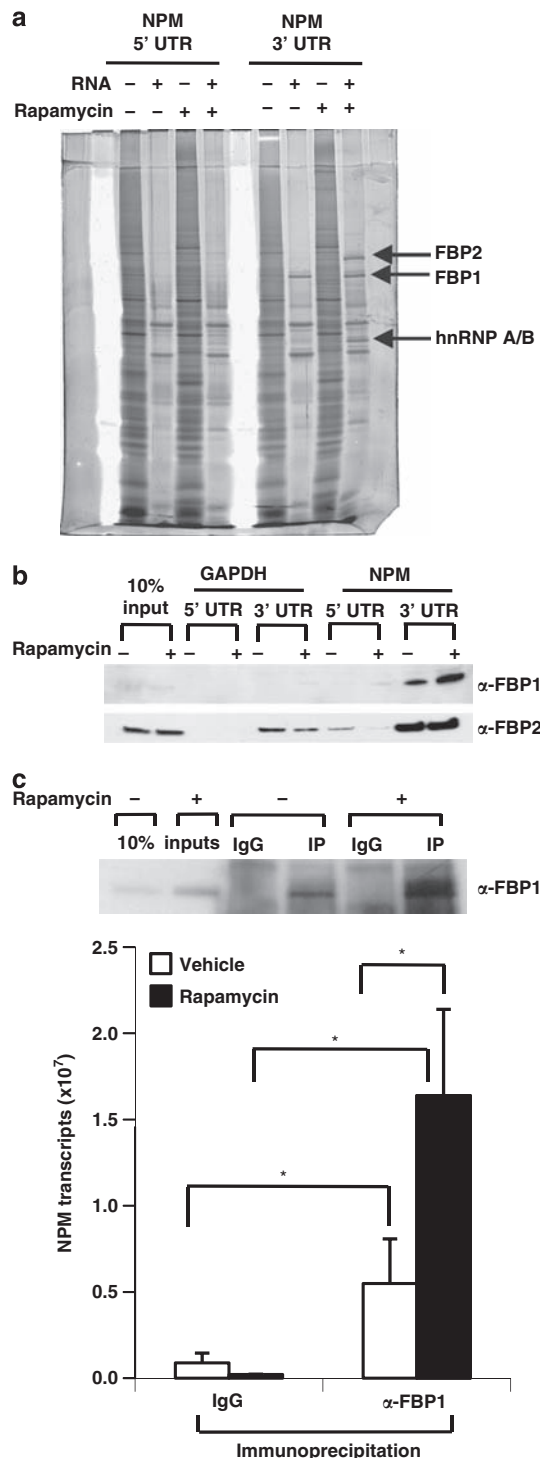 a
NPM NPM
5’ UTR 3’ UTR
RNA – + – + – + – +
Rapamycin – – + + – – + +
FBP2
FBP1
hnRNP A/B
b
GAPDH NPM
10% input 5’ UTR 3’ UTR 5’ UTR 3’ UTR
Rapamycin – + – + – + – + – +
α-FBP1
α-FBP2
c
Rapamycin – + – +
10% inputs IgG IP IgG IP
α-FBP1
2.5
Vehicle
*
Rapamycin
2.0
*
1.5
NPM transcripts (x10⁷)
*
1.0
0.5
0.0
IgG α-FBP1
Immunoprecipitation